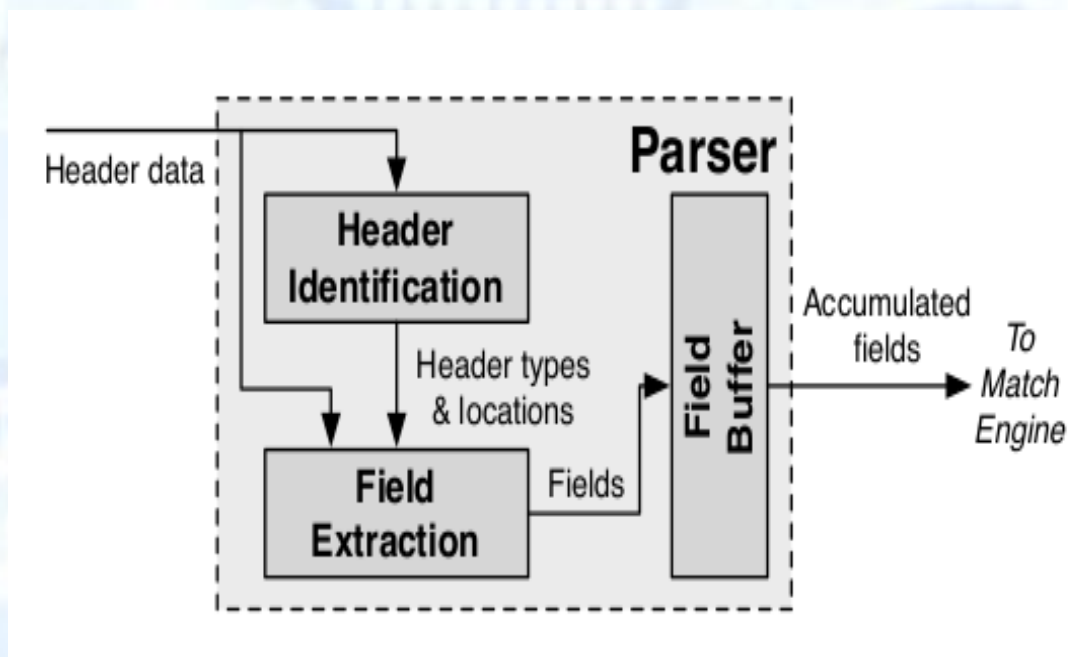 Parser
Header data
Header
Identification
Header types
& locations
Field
Extraction
Fields
Field
Buffer
Accumulated
fields
To
Match
Engine